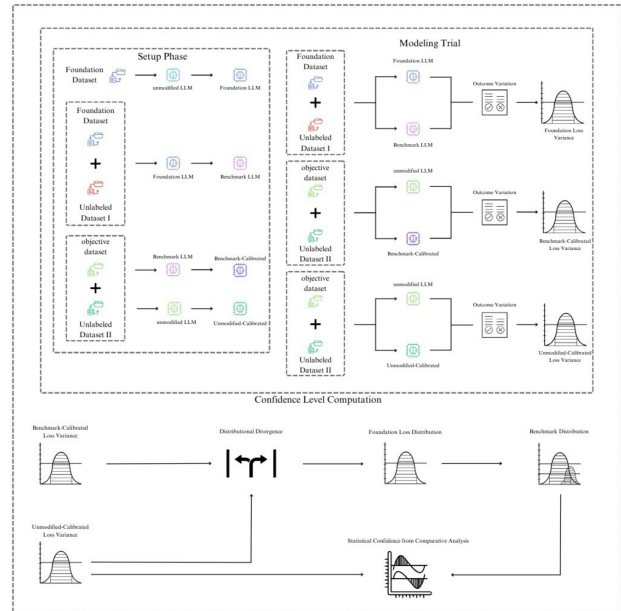 Setup Phase
Foundation
Dataset
unmodified LLM
Foundation LLM
Foundation
Dataset
+
Unlabeled
Dataset I
Foundation LLM
Benchmark LLM
objective
dataset
+
Unlabeled
Dataset II
Benchmark LLM
Benchmark-Calibrated
unmodified LLM
Unmodified-Calibrated
Modeling Trial
Foundation
Dataset
+
Unlabeled
Dataset I
Foundation LLM
Benchmark LLM
Outcome Variation
Foundation Loss
Variance
objective
dataset
+
Unlabeled
Dataset II
unmodified LLM
Benchmark-Calibrated
Outcome Variation
Benchmark-Calibrated
Loss Variance
objective
dataset
+
Unlabeled
Dataset II
unmodified LLM
Unmodified-Calibrated
Outcome Variation
Unmodified-Calibrated
Loss Variance
Confidence Level Computation
Benchmark-Calibrated
Loss Variance
Distributional Divergence
Foundation Loss Distribution
Benchmark Distribution
Unmodified-Calibrated
Loss Variance
Statistical Confidence from Comparative Analysis